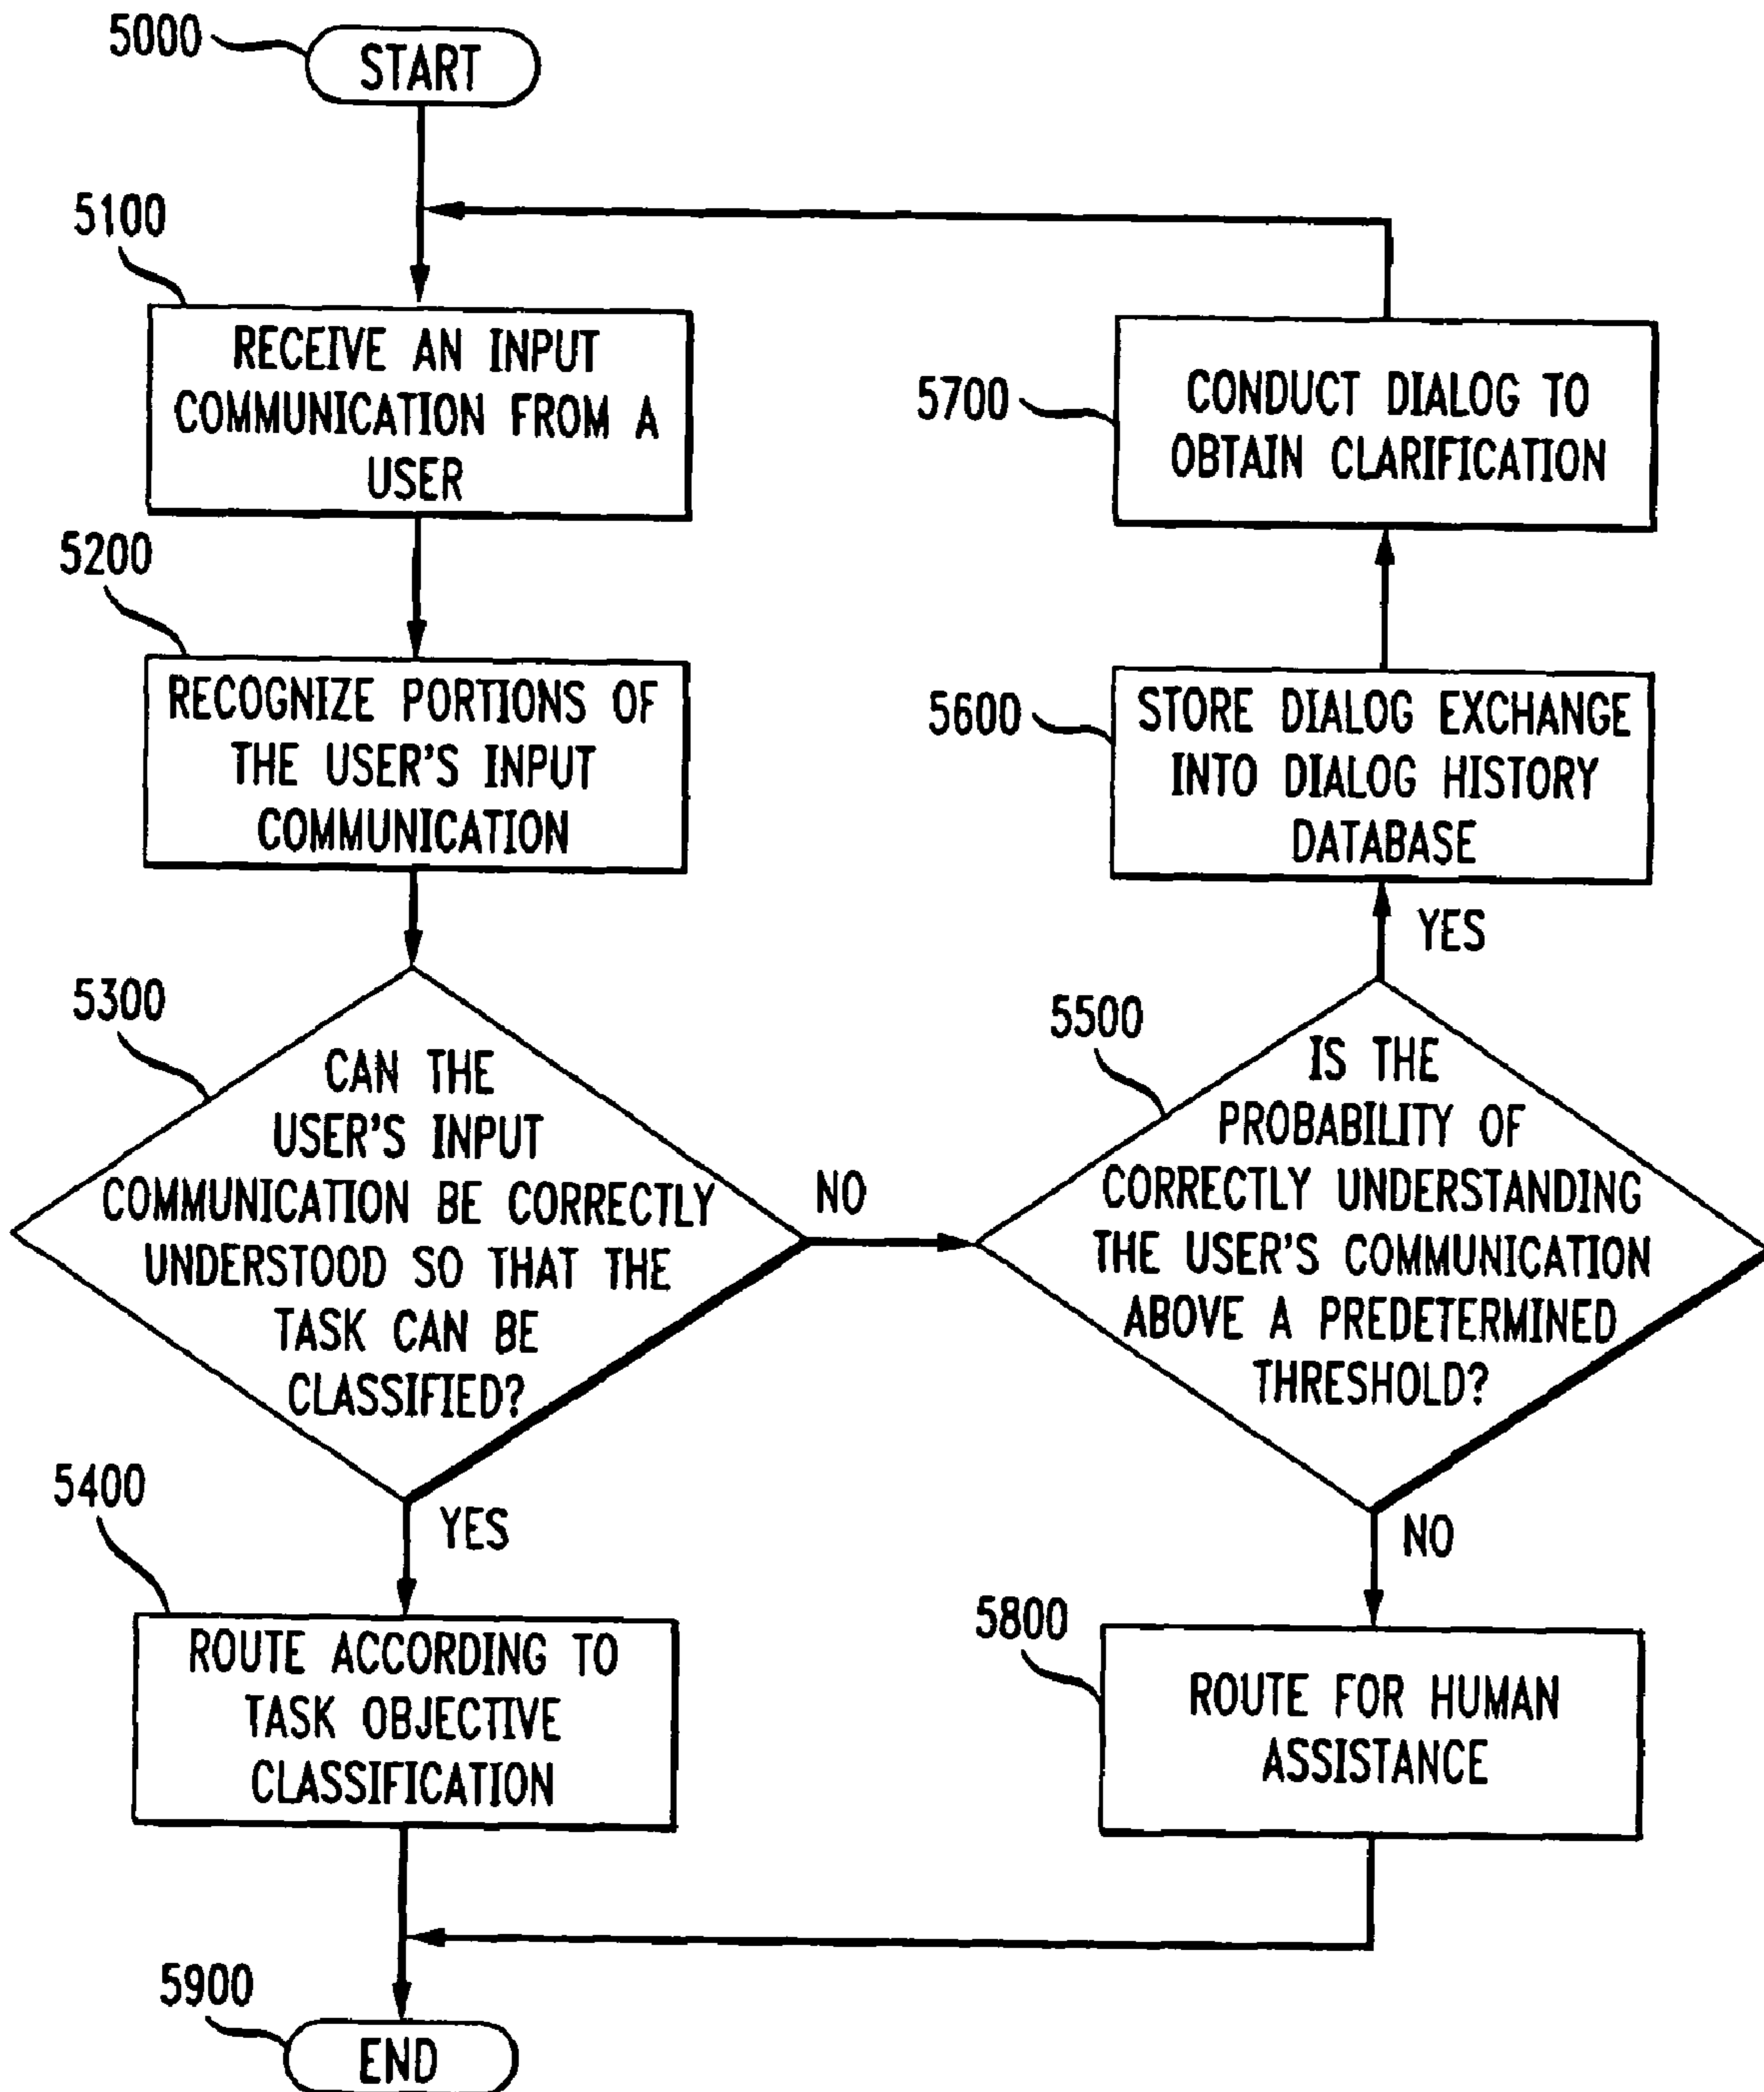 5000
START
5100
RECEIVE AN INPUT
COMMUNICATION FROM A
USER
5200
RECOGNIZE PORTIONS OF
THE USER'S INPUT
COMMUNICATION
5300
CAN THE
USER'S INPUT
COMMUNICATION BE CORRECTLY
UNDERSTOOD SO THAT THE
TASK CAN BE
CLASSIFIED?
NO
YES
5400
ROUTE ACCORDING TO
TASK OBJECTIVE
CLASSIFICATION
5700
CONDUCT DIALOG TO
OBTAIN CLARIFICATION
5600
STORE DIALOG EXCHANGE
INTO DIALOG HISTORY
DATABASE
YES
5500
IS THE
PROBABILITY OF
CORRECTLY UNDERSTANDING
THE USER'S COMMUNICATION
ABOVE A PREDETERMINED
THRESHOLD?
NO
5800
ROUTE FOR HUMAN
ASSISTANCE
5900
END